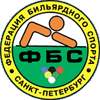 ФЕДЕРАЦИЯ БИЛЬЯРДНОГО СПОРТА
ФБС
САНКТ-ПЕТЕРБУРГ